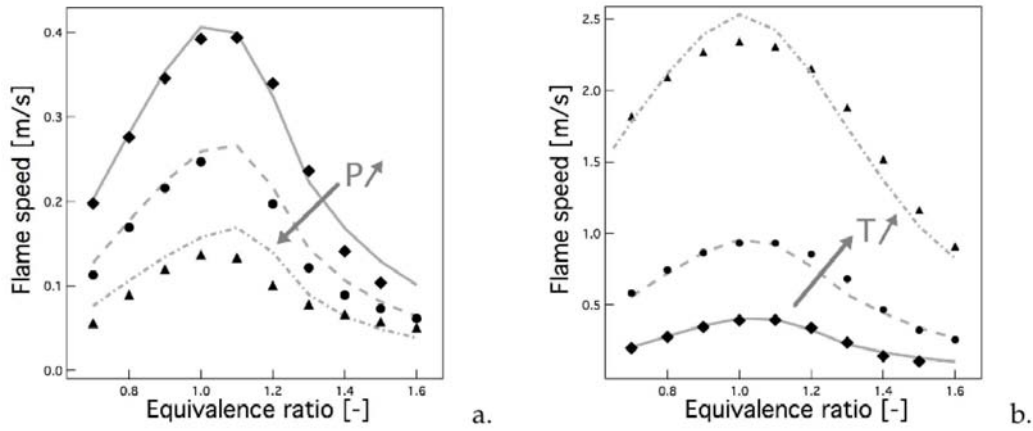 0.4
0.3
0.2
0.1
0.0
Flame speed [m/s]
P
0.8
1.0
1.2
1.4
1.6
Equivalence ratio [-]
a.
2.5
2.0
1.5
1.0
0.5
Flame speed [m/s]
T
0.8
1.0
1.2
1.4
1.6
Equivalence ratio [-]
b.